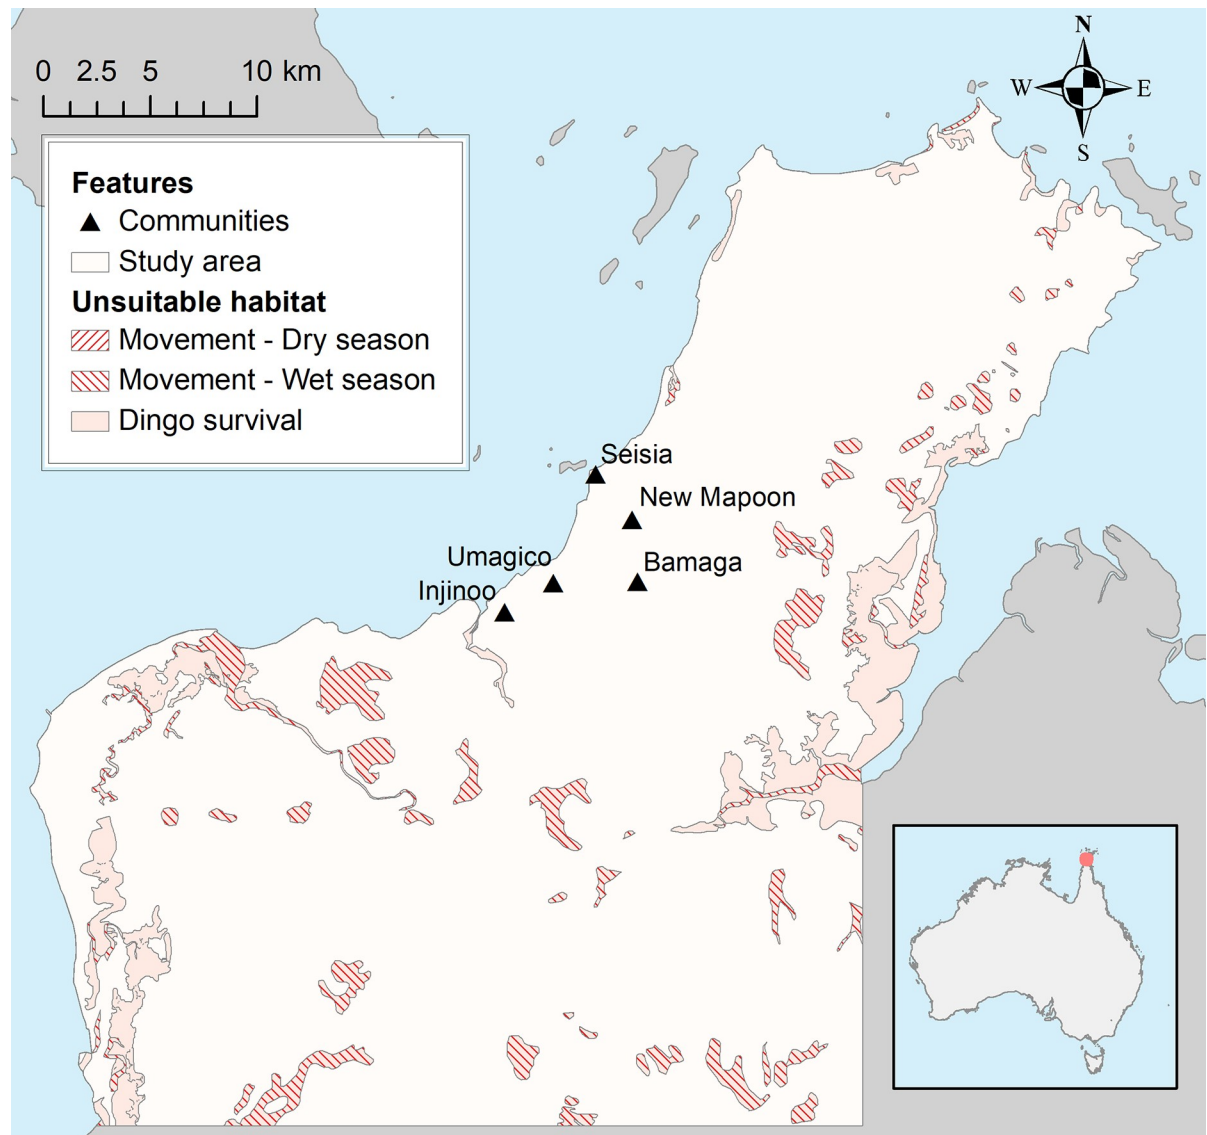 0 2.5 5 10 km
N
W E
S
Features
Communities
Study area
Unsuitable habitat
Movement - Dry season
Movement - Wet season
Dingo survival
Seisia
New Mapoon
Umagico
Bamaga
Injinoo